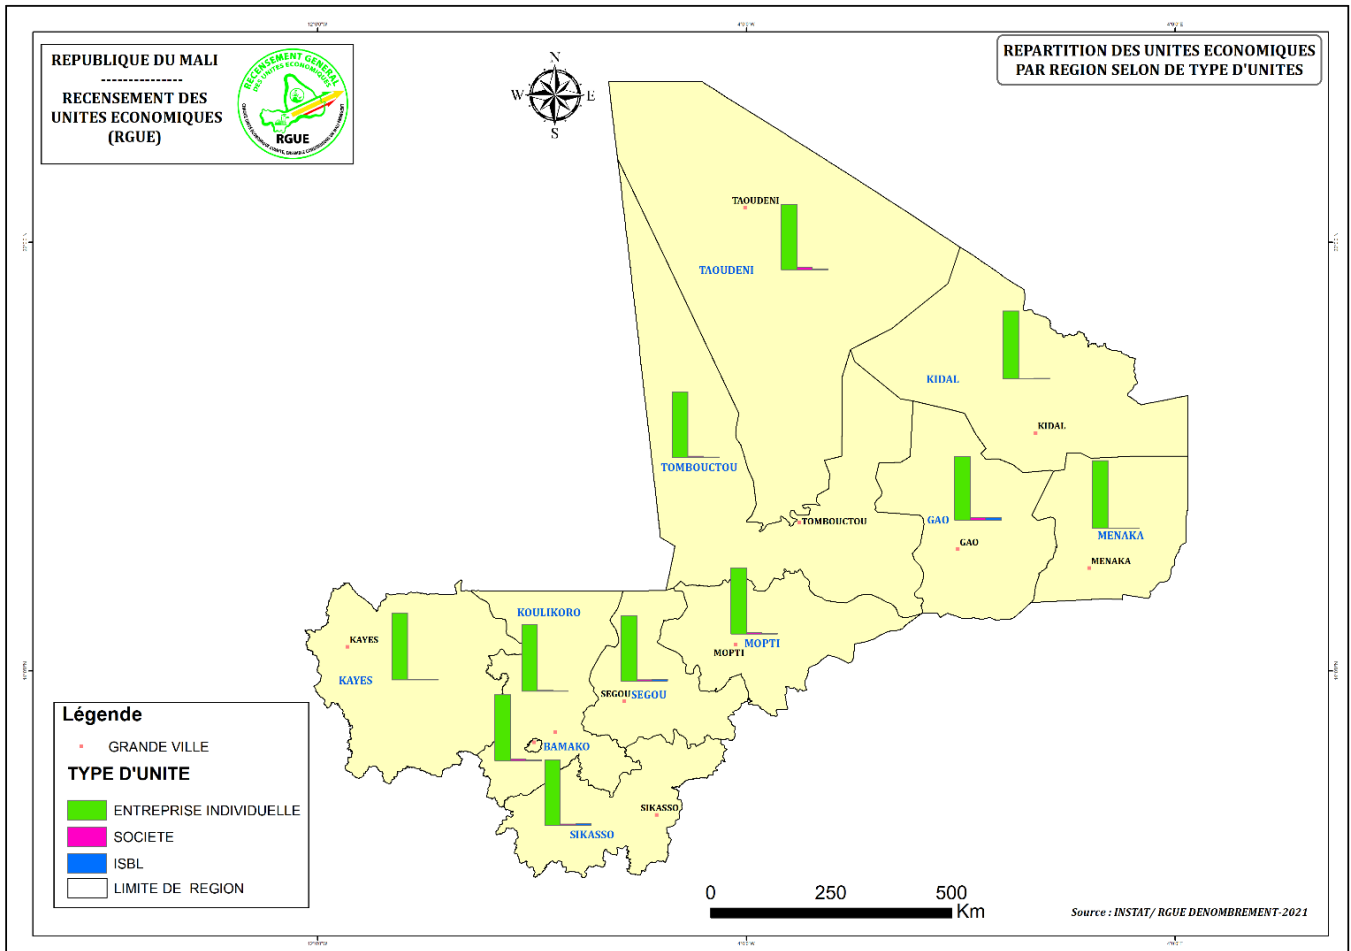 REPUBLIQUE DU MALI
---------------
RECENSEMENT DES
UNITES ECONOMIQUES
(RGUE)
RECENSEMENT GENERAL
DES UNITES ECONOMIQUES
RGUE
REPARTITION DES UNITES ECONOMIQUES
PAR REGION SELON DE TYPE D'UNITES
N
W E
S
TAOUDENI
TAOUDENI
KIDAL
KIDAL
TOMBOUCTOU
TOMBOUCTOU
GAO
GAO
MENAKA
MENAKA
KOULIKORO
KAYES
KAYES
MOPTI
MOPTI
SEGOU
SEGOU
BAMAKO
SIKASSO
SIKASSO
Légende
GRANDE VILLE
TYPE D'UNITE
ENTREPRISE INDIVIDUELLE
SOCIETE
ISBL
LIMITE DE REGION
0 250 500
Km
Source : INSTAT/ RGUE DENOMBREMENT-2021